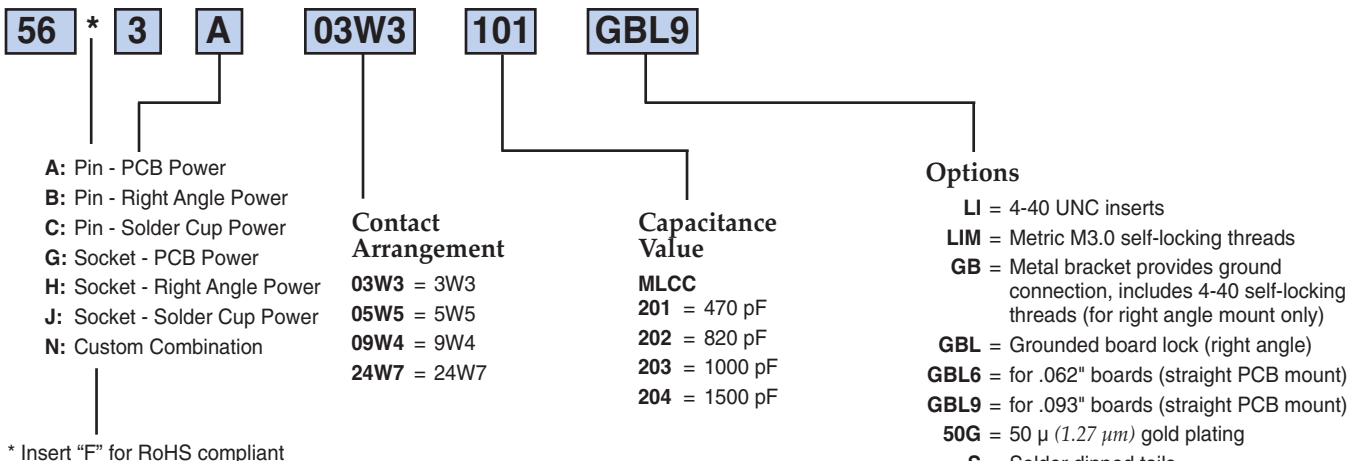 56 * 3 A 03W3 101 GBL9
A: Pin - PCB Power
B: Pin - Right Angle Power
C: Pin - Solder Cup Power
G: Socket - PCB Power
H: Socket - Right Angle Power
J: Socket - Solder Cup Power
N: Custom Combination
* Insert “F” for RoHS compliant
Contact
Arrangement
03W3 = 3W3
05W5 = 5W5
09W4 = 9W4
24W7 = 24W7
Capacitance
Value
MLCC
201 = 470 pF
202 = 820 pF
203 = 1000 pF
204 = 1500 pF
Options
LI = 4-40 UNC inserts
LIM = Metric M3.0 self-locking threads
GB = Metal bracket provides ground
connection, includes 4-40 self-locking
threads (for right angle mount only)
GBL = Grounded board lock (right angle)
GBL6 = for .062" boards (straight PCB mount)
GBL9 = for .093" boards (straight PCB mount)
50G = 50 µ (1.27 µm) gold plating
S = Solder dipped tails